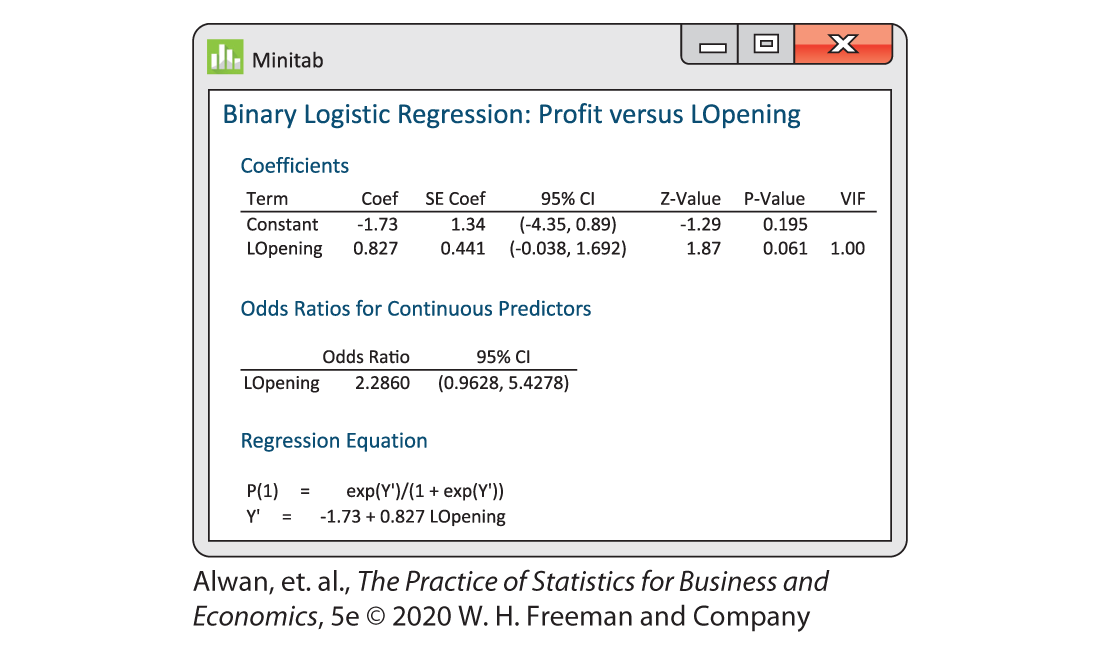 Minitab
Binary Logistic Regression: Profit versus LOpening
Coefficients
Term Coef SE Coef 95% CI Z-Value P-Value VIF
Constant -1.73 1.34 (-4.35, 0.89) -1.29 0.195
LOpening 0.827 0.441 (-0.038, 1.692) 1.87 0.061 1.00
Odds Ratios for Continuous Predictors
Odds Ratio 95% CI
LOpening 2.2860 (0.9628, 5.4278)
Regression Equation
P(1) = exp(Y')/(1 + exp(Y'))
Y' = -1.73 + 0.827 LOpening
Alwan, et. al., The Practice of Statistics for Business and
Economics, 5e © 2020 W. H. Freeman and Company